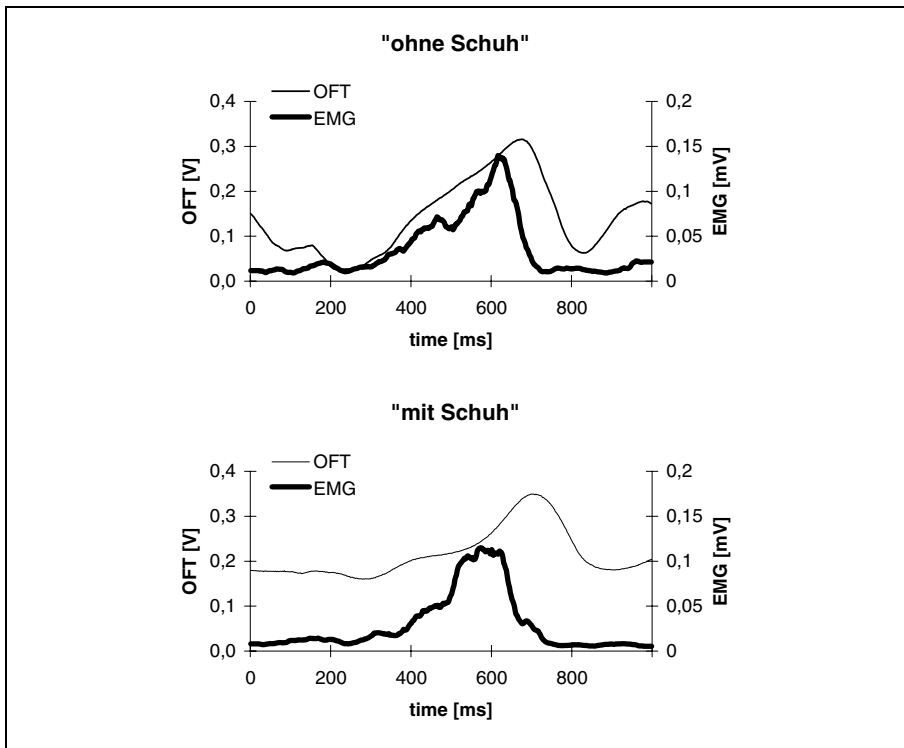 "ohne Schuh"
OFT
EMG
0,4
0,3
0,2
0,1
0,0
OFT [V]
0,2
0,15
0,1
0,05
0
EMG [mV]
0 200 400 600 800
time [ms]
"mit Schuh"
OFT
EMG
0,4
0,3
0,2
0,1
0,0
OFT [V]
0,2
0,15
0,1
0,05
0
EMG [mV]
0 200 400 600 800
time [ms]